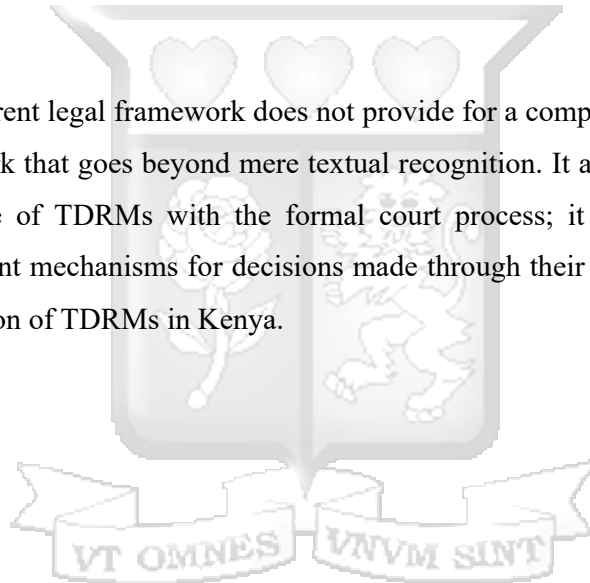 rent legal framework does not provide for a comp
k that goes beyond mere textual recognition. It a
e of TDRMs with the formal court process; it
nt mechanisms for decisions made through their
on of TDRMs in Kenya.
VT OMNES VNVM SINT